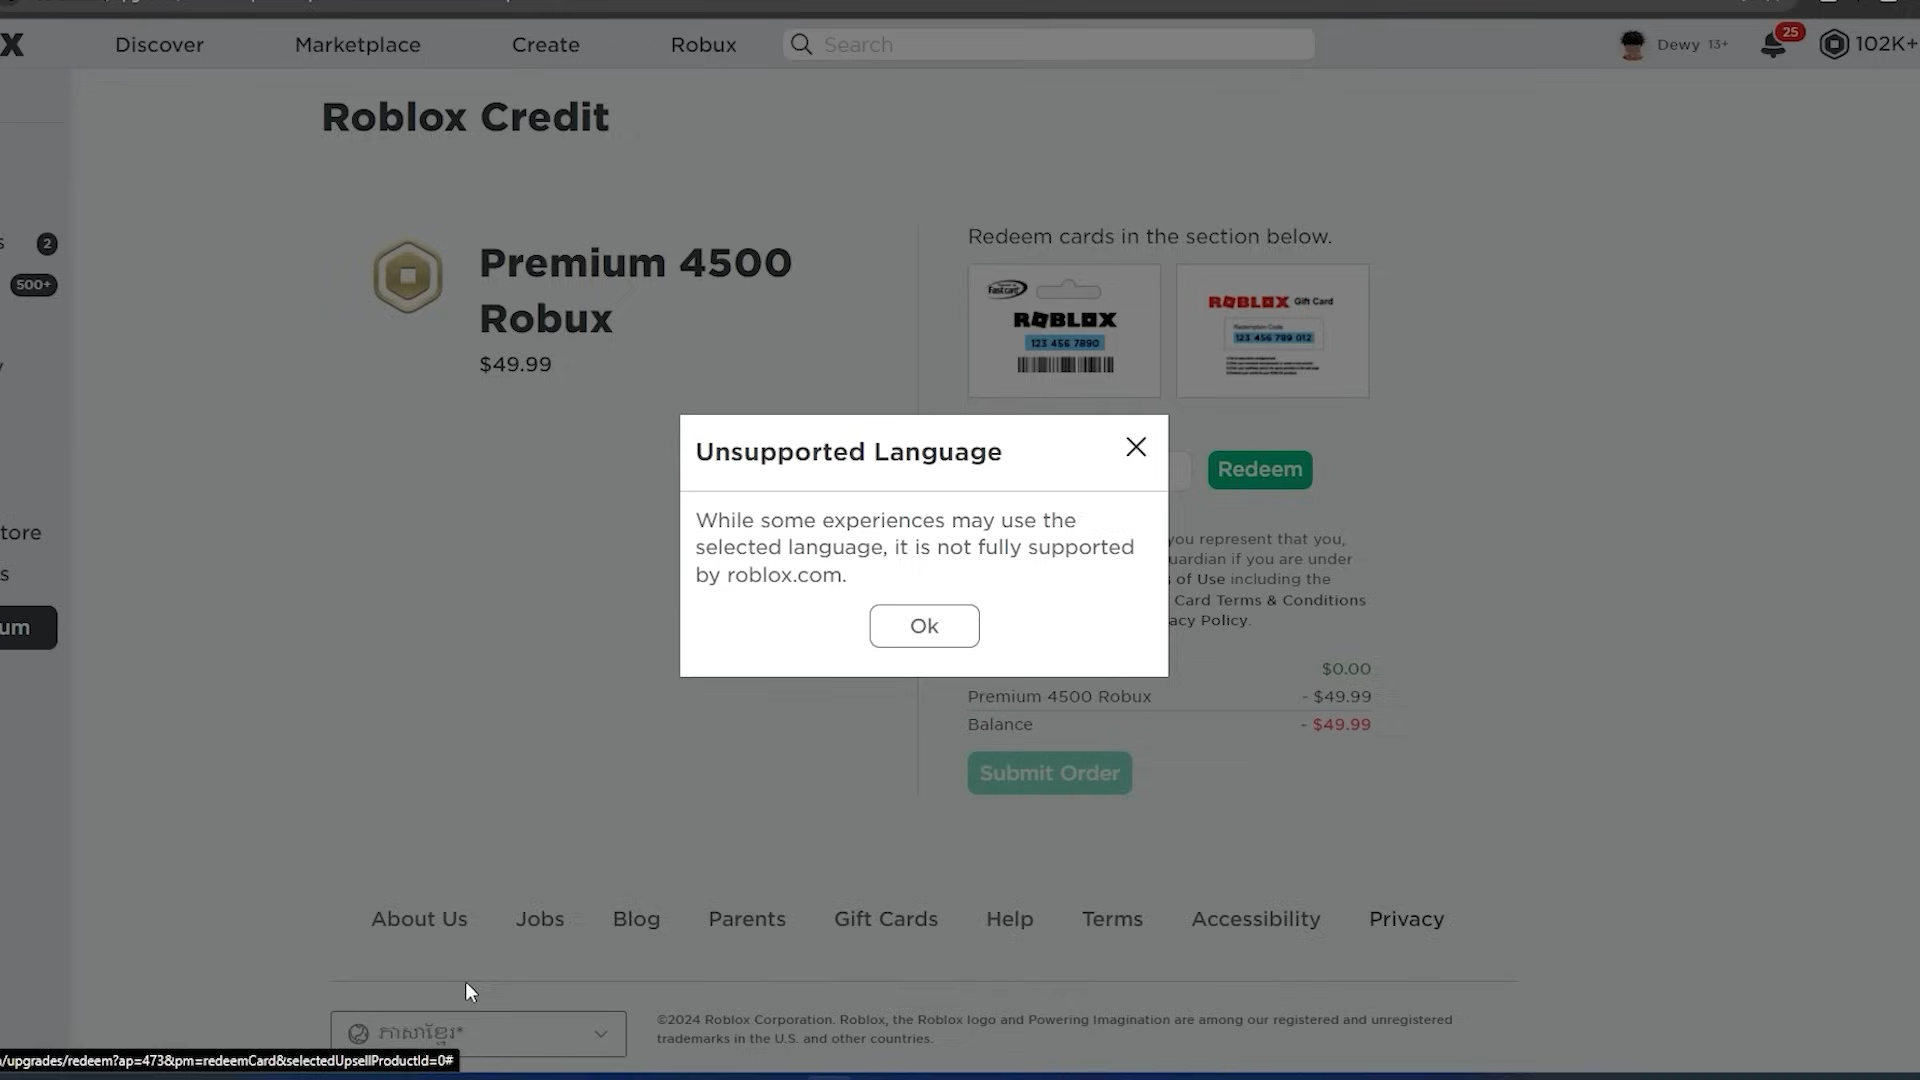 X
Discover
Marketplace
Create
Robux
Search
Dewy 13+
25
102K+
Roblox Credit
2
500+
Premium 4500
Robux
$49.99
Redeem cards in the section below.
Fastcard
ROBLOX
123 456 7890
ROBLOX Gift Card
Redemption Code
123 456 789 012
Redeem
Unsupported Language
While some experiences may use the
selected language, it is not fully supported
by roblox.com.
Ok
you represent that you,
uardian if you are under
of Use including the
Card Terms & Conditions
acy Policy.
$0.00
Premium 4500 Robux - $49.99
Balance - $49.99
Submit Order
tore
s
um
About Us
Jobs
Blog
Parents
Gift Cards
Help
Terms
Accessibility
Privacy
ភាសាខ្មែរ*
©2024 Roblox Corporation. Roblox, the Roblox logo and Powering Imagination are among our registered and unregistered
trademarks in the U.S. and other countries.
/upgrades/redeem?ap=473&pm=redeemCard&selectedUpsellProductId=0#